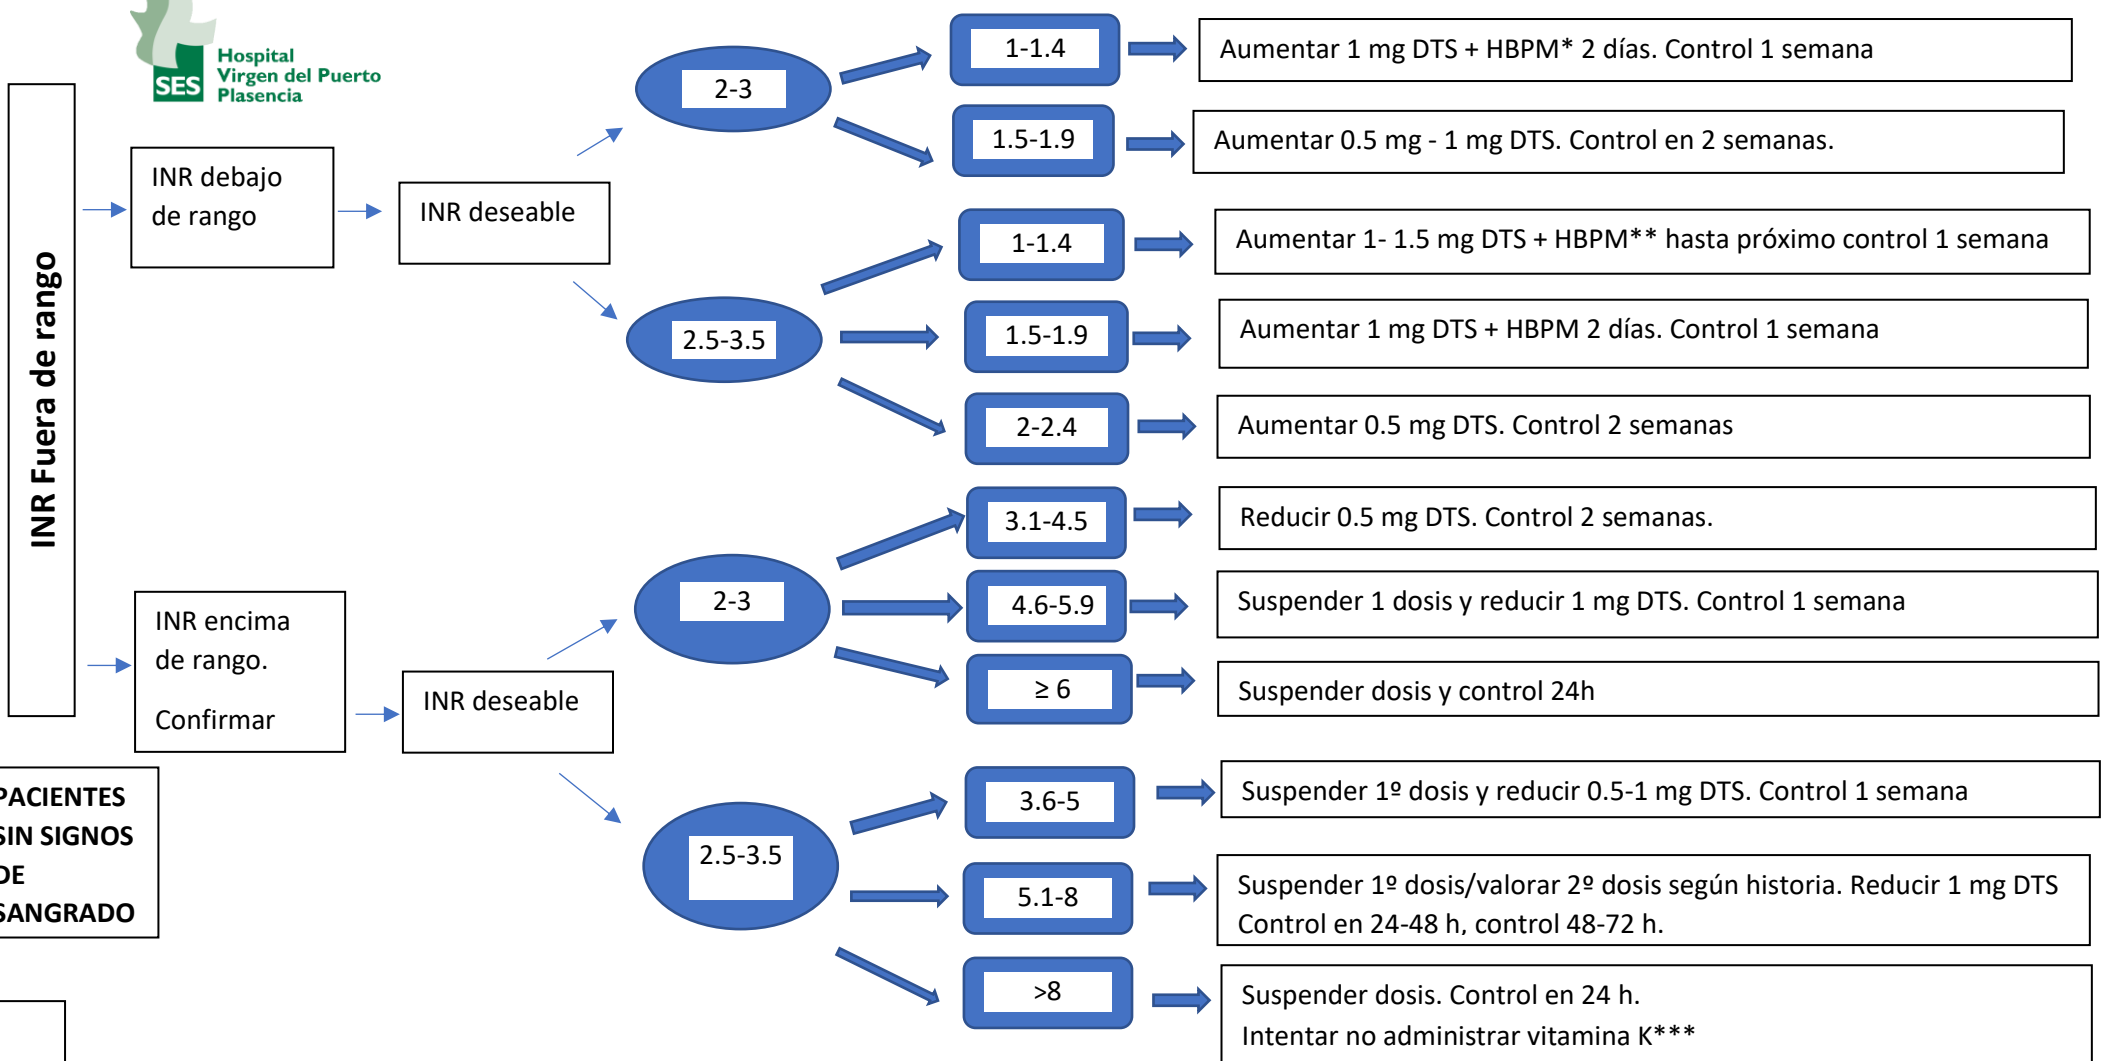 SES
Hospital
Virgen del Puerto
Plasencia
INR Fuera de rango
INR debajo
de rango
INR deseable
2-3
1-1.4
Aumentar 1 mg DTS + HBPM* 2 días. Control 1 semana
1.5-1.9
Aumentar 0.5 mg - 1 mg DTS. Control en 2 semanas.
2.5-3.5
1-1.4
Aumentar 1- 1.5 mg DTS + HBPM** hasta próximo control 1 semana
1.5-1.9
Aumentar 1 mg DTS + HBPM 2 días. Control 1 semana
2-2.4
Aumentar 0.5 mg DTS. Control 2 semanas
INR encima
de rango.
Confirmar
INR deseable
2-3
3.1-4.5
Reducir 0.5 mg DTS. Control 2 semanas.
4.6-5.9
Suspender 1 dosis y reducir 1 mg DTS. Control 1 semana
≥ 6
Suspender dosis y control 24h
2.5-3.5
3.6-5
Suspender 1º dosis y reducir 0.5-1 mg DTS. Control 1 semana
5.1-8
Suspender 1º dosis/valorar 2º dosis según historia. Reducir 1 mg DTS
Control en 24-48 h, control 48-72 h.
>8
Suspender dosis. Control en 24 h.
Intentar no administrar vitamina K***
PACIENTES
SIN SIGNOS
DE
SANGRADO